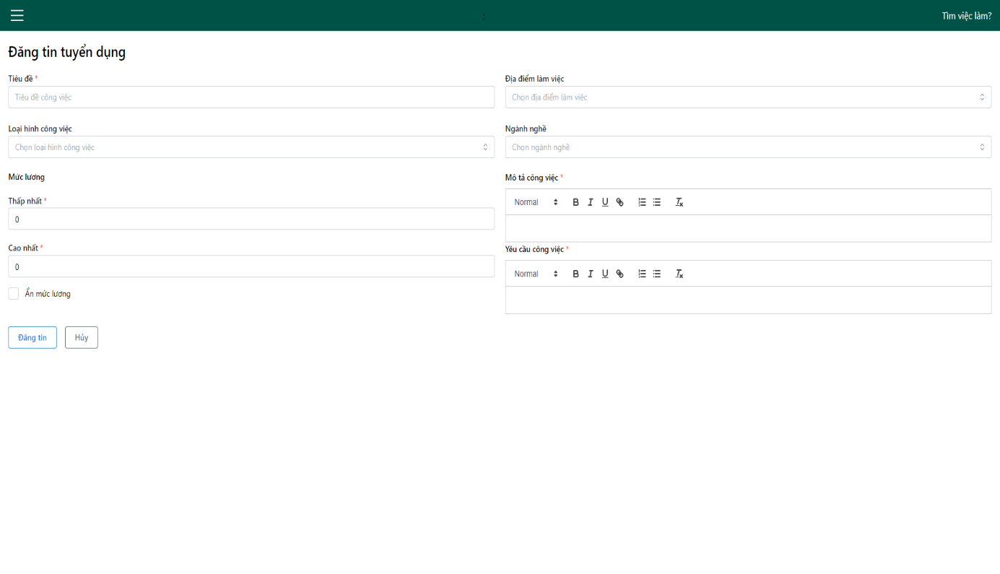 Tìm việc làm?
Đăng tin tuyển dụng
Tiêu đề *
Tiêu đề công việc
Địa điểm làm việc
Chọn địa điểm làm việc
Loại hình công việc
Chọn loại hình công việc
Ngành nghề
Chọn ngành nghề
Mức lương
Thấp nhất *
0
Cao nhất *
0
Ẩn mức lương
Mô tả công việc *
Normal
Yêu cầu công việc *
Normal
Đăng tin
Hủy